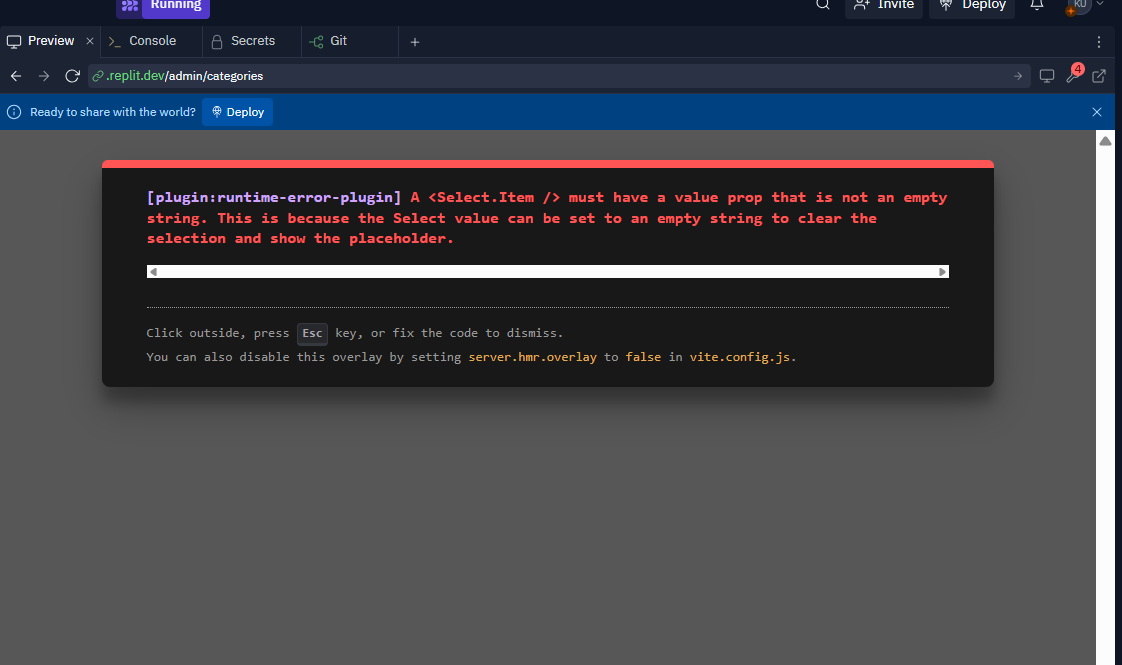 Running
Invite
Deploy
KU
Preview
Console
Secrets
Git
.replit.dev/admin/categories
4
Ready to share with the world?
Deploy
[plugin:runtime-error-plugin] A <Select.Item /> must have a value prop that is not an empty
string. This is because the Select value can be set to an empty string to clear the
selection and show the placeholder.
Click outside, press Esc key, or fix the code to dismiss.
You can also disable this overlay by setting server.hmr.overlay to false in vite.config.js.